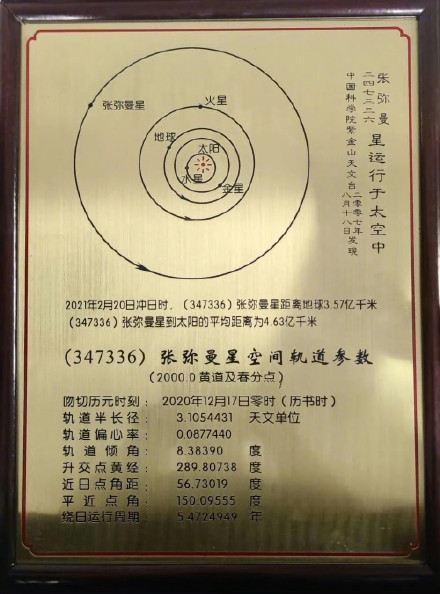 张弥曼 星运行于太空中
二四七三三六
中国科学院紫金山天文台
二零零七年
八月十八日发现
张弥曼星
火星
地球
太阳
水星
金星
2021年2月20日冲日时，（347336）张弥曼星距离地球3.57亿千米
（347336）张弥曼星到太阳的平均距离为4.63亿千米
（347336）张弥曼星空间轨道参数
（2000.0 黄道及春分点）
吻切历元时刻： 2020年12月17日零时（历书时）
轨道半长径： 3.1054431 天文单位
轨道偏心率： 0.0877440
轨道倾角： 8.38390 度
升交点黄经： 289.80738 度
近日点角距： 56.73019 度
平近点角： 150.09555 度
绕日运行周期： 5.4724949 年